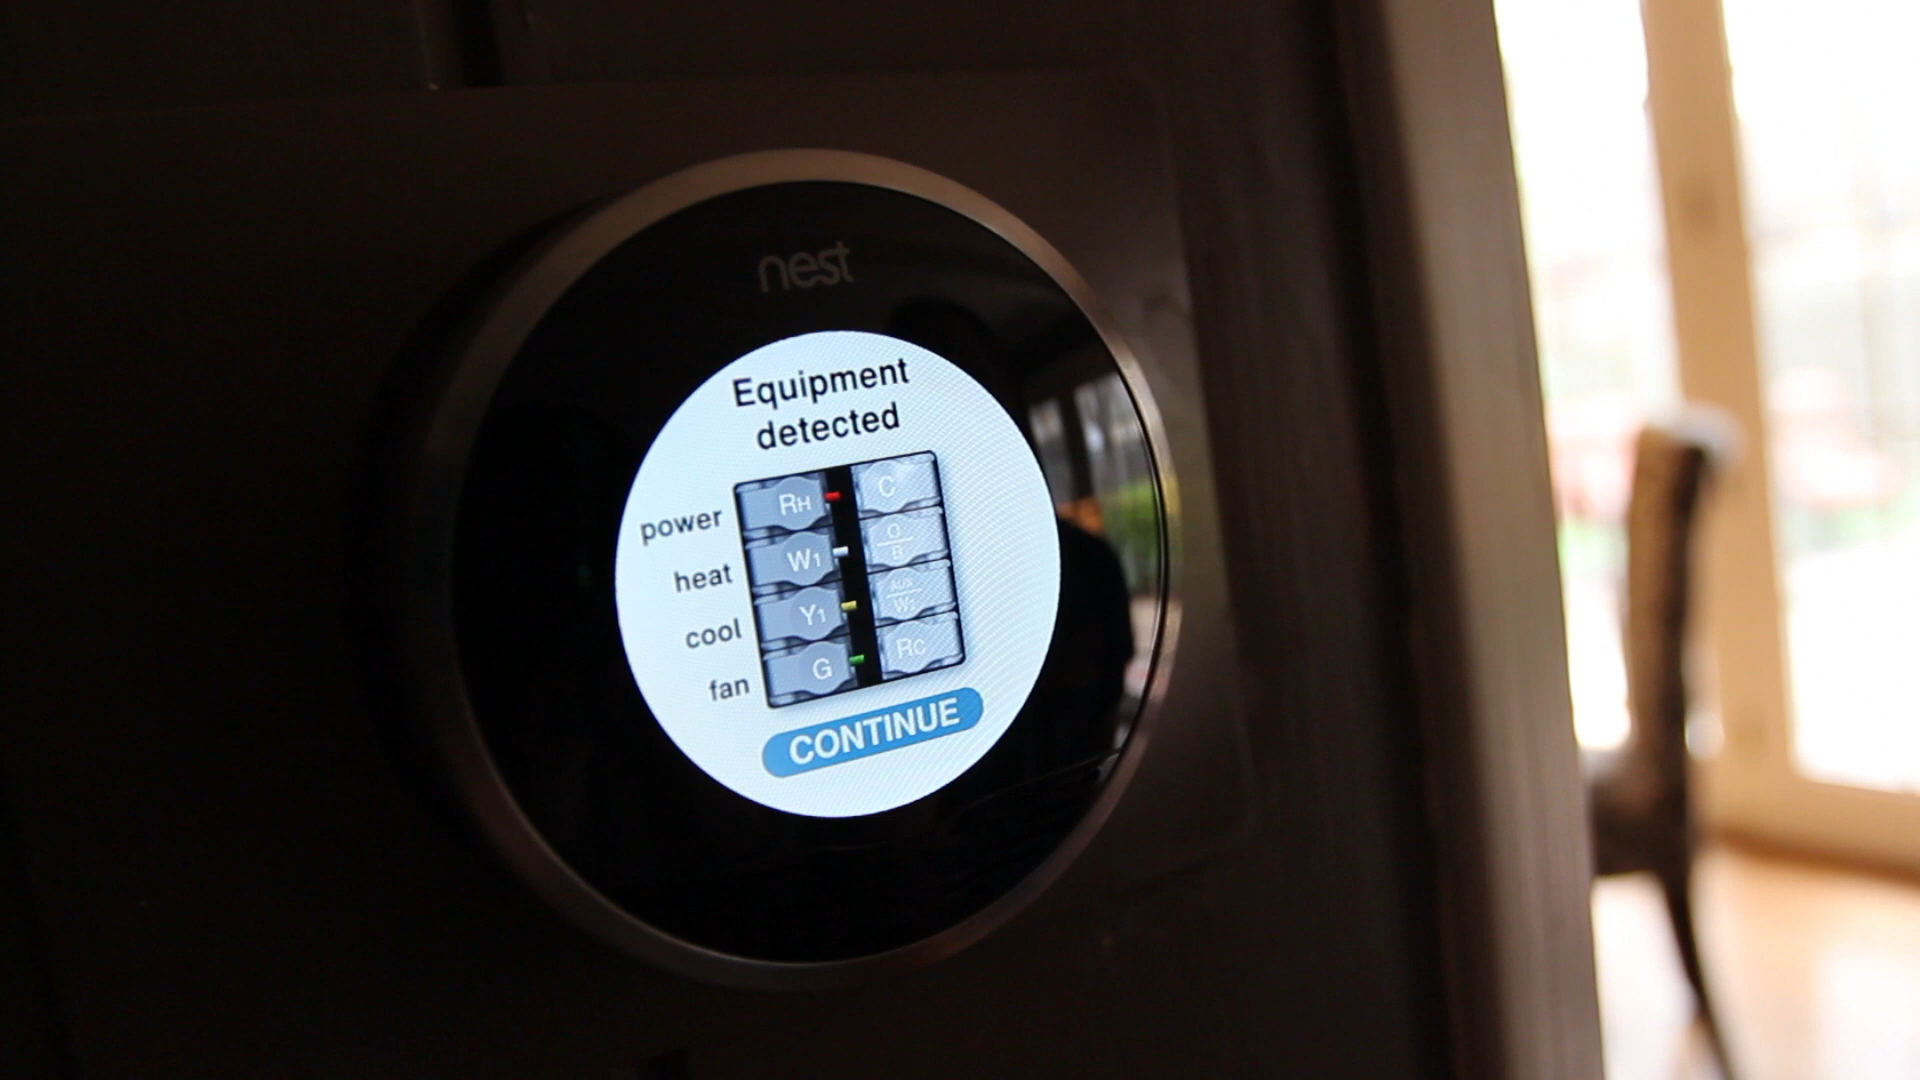 nest
Equipment
detected
power RH C
heat W1 O/B
cool Y1 AUX/W2
fan G RC
CONTINUE